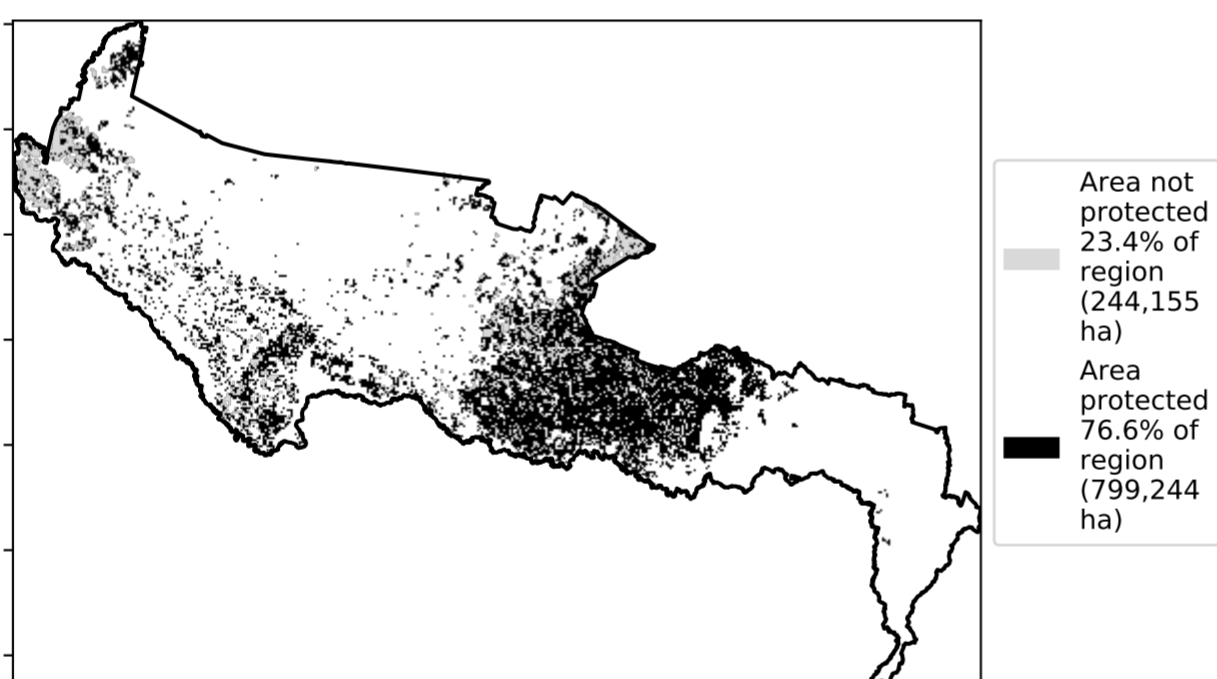 Area not
protected
23.4% of
region
(244,155
ha)
Area
protected
76.6% of
region
(799,244
ha)